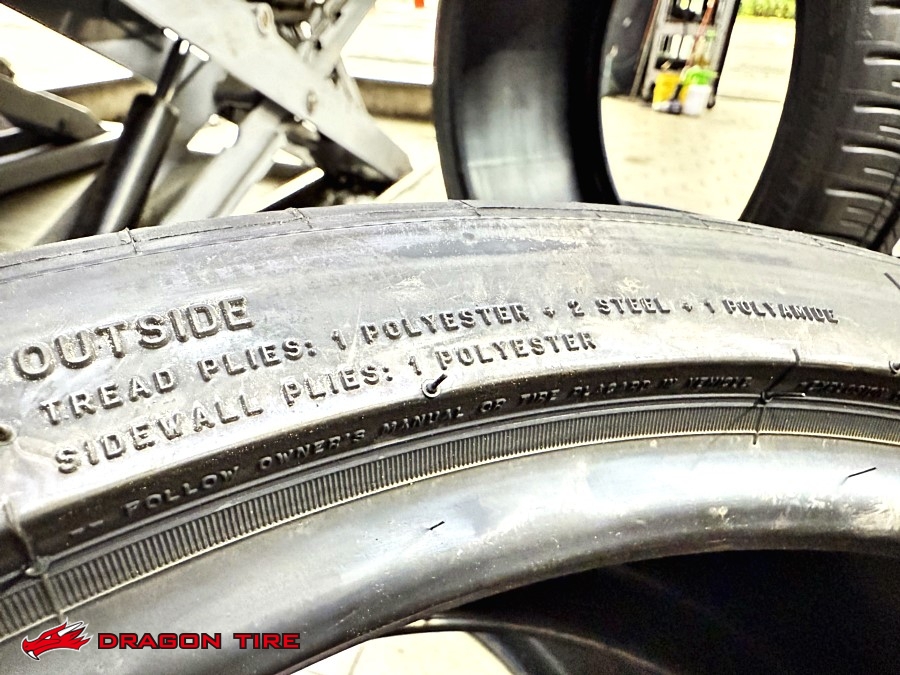 OUTSIDE
TREAD PLIES: 1 POLYESTER + 2 STEEL + 1 POLYAMIDE
SIDEWALL PLIES: 1 POLYESTER
-- FOLLOW OWNER'S MANUAL OR TIRE PLACARD IN VEHICLE
DRAGON TIRE